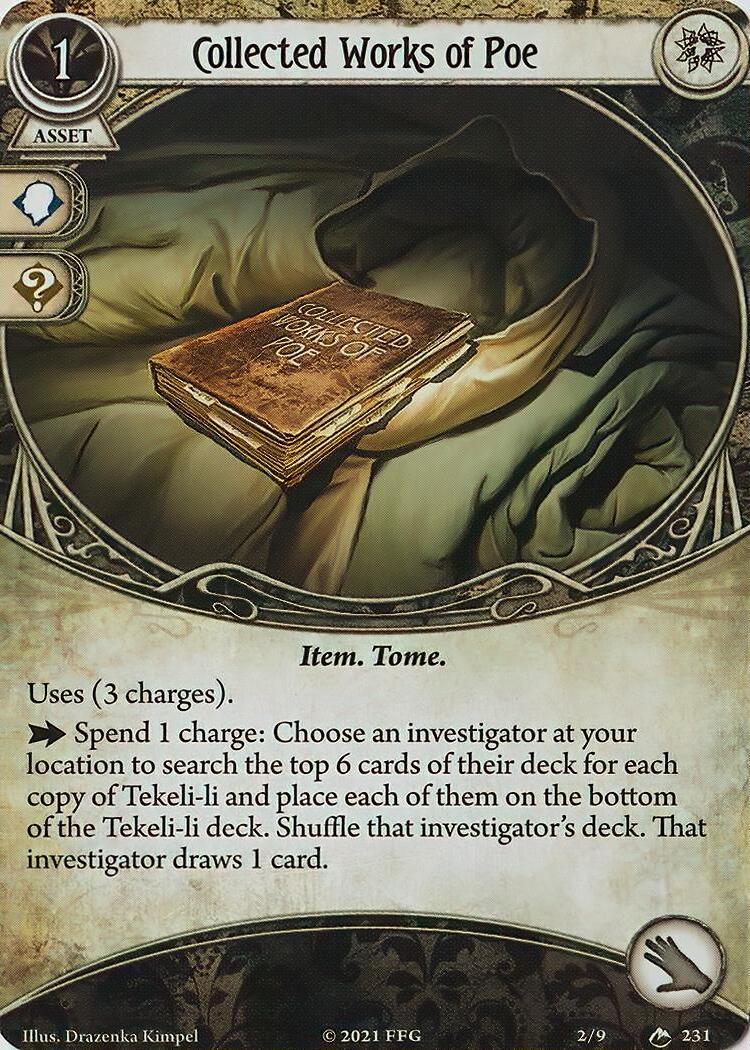 1
Collected Works of Poe
ASSET
COLLECTED
WORKS OF
POE
Item. Tome.
Uses (3 charges).
Spend 1 charge: Choose an investigator at your
location to search the top 6 cards of their deck for each
copy of Tekeli-li and place each of them on the bottom
of the Tekeli-li deck. Shuffle that investigator's deck. That
investigator draws 1 card.
Illus. Drazenka Kimpel
© 2021 FFG
2/9
231